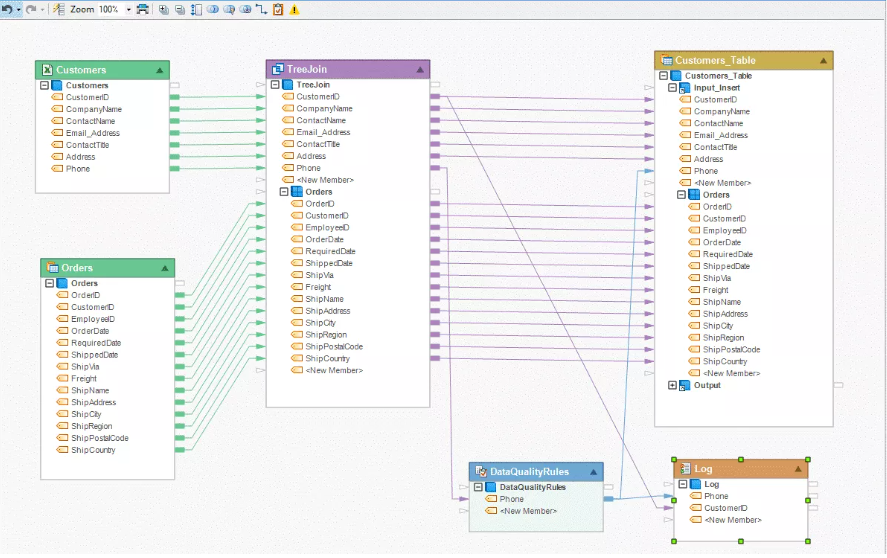 Zoom 100%
Customers
Customers
CustomerID
CompanyName
ContactName
Email_Address
ContactTitle
Address
Phone
Orders
Orders
OrderID
CustomerID
EmployeeID
OrderDate
RequiredDate
ShippedDate
ShipVia
Freight
ShipName
ShipAddress
ShipCity
ShipRegion
ShipPostalCode
ShipCountry
TreeJoin
TreeJoin
CustomerID
CompanyName
ContactName
Email_Address
ContactTitle
Address
Phone
<New Member>
Orders
OrderID
CustomerID
EmployeeID
OrderDate
RequiredDate
ShippedDate
ShipVia
Freight
ShipName
ShipAddress
ShipCity
ShipRegion
ShipPostalCode
ShipCountry
<New Member>
DataQualityRules
DataQualityRules
Phone
<New Member>
Customers_Table
Customers_Table
Input_Insert
CustomerID
CompanyName
ContactName
Email_Address
ContactTitle
Address
Phone
<New Member>
Orders
OrderID
CustomerID
EmployeeID
OrderDate
RequiredDate
ShippedDate
ShipVia
Freight
ShipName
ShipAddress
ShipCity
ShipRegion
ShipPostalCode
ShipCountry
<New Member>
Output
Log
Log
Phone
CustomerID
<New Member>